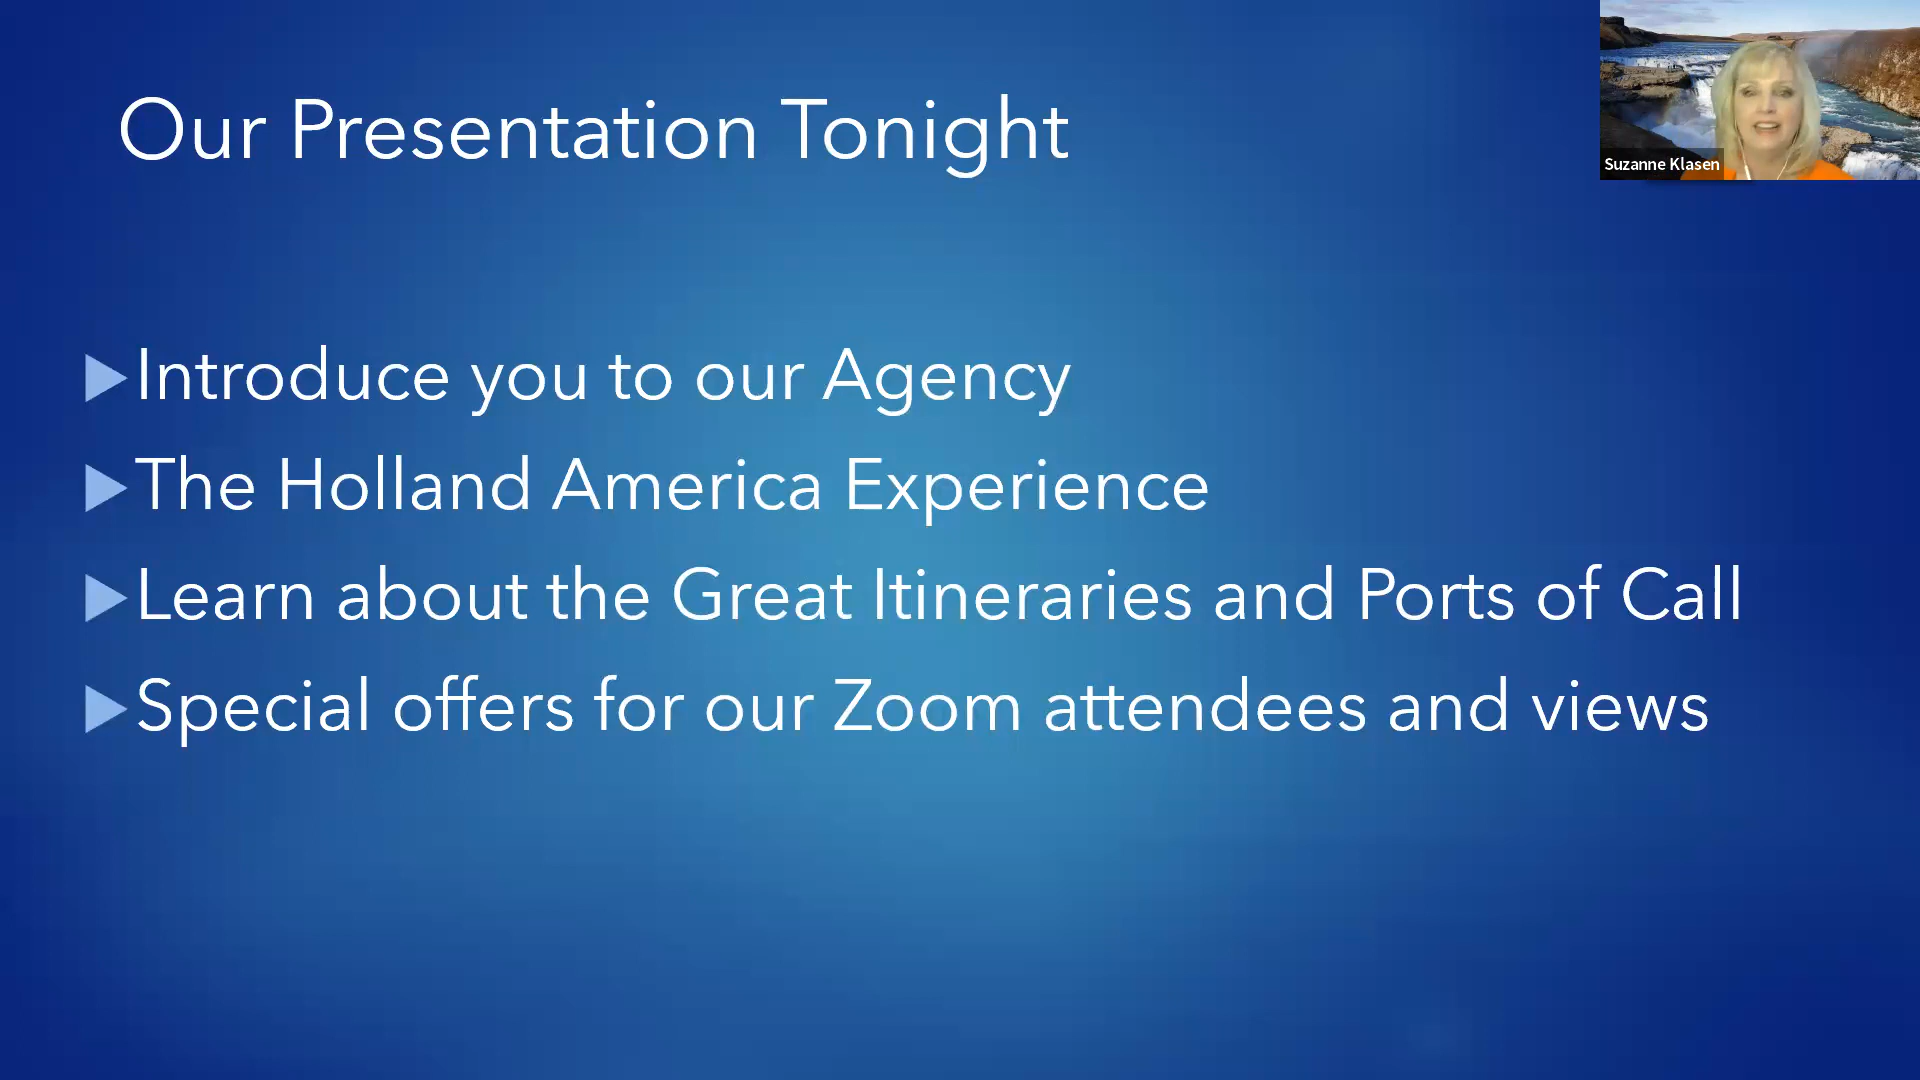 Our Presentation Tonight
Suzanne Klasen
Introduce you to our Agency
The Holland America Experience
Learn about the Great Itineraries and Ports of Call
Special offers for our Zoom attendees and views